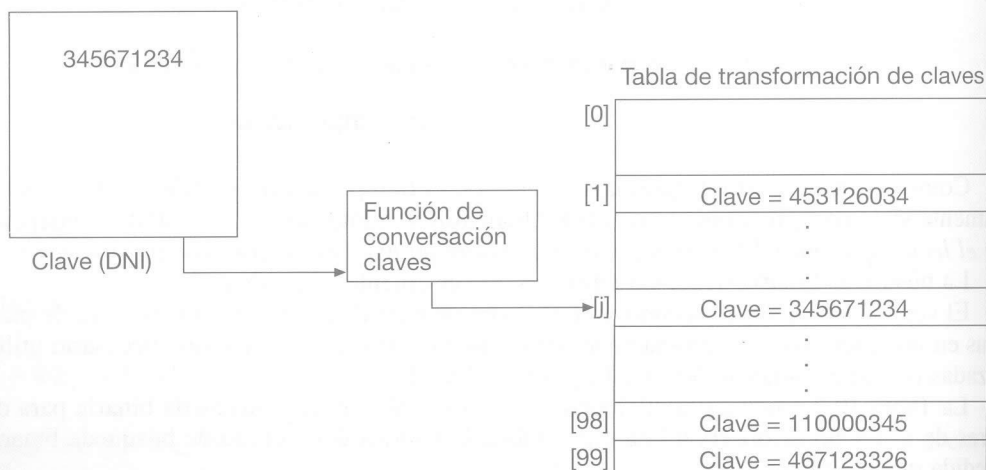 345671234
Clave (DNI)
Función de
conversación
claves
Tabla de transformación de claves
[0]
[1] Clave = 453126034
[j] Clave = 345671234
[98] Clave = 110000345
[99] Clave = 467123326